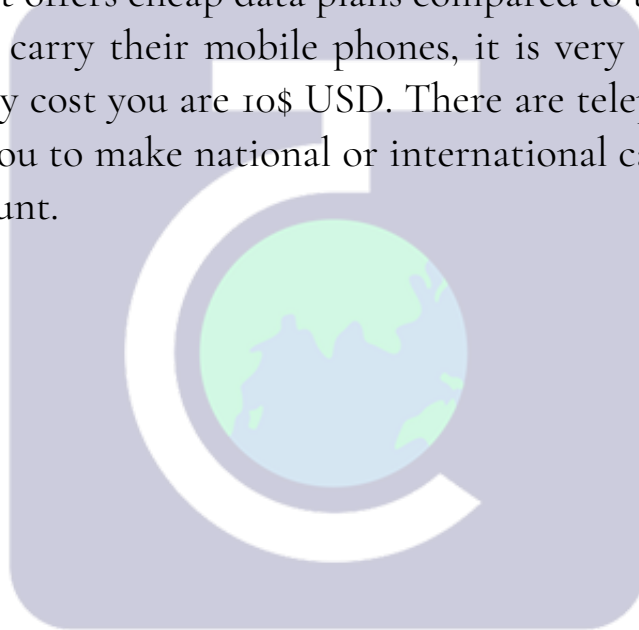 offers cheap data plans compared to
carry their mobile phones, it is very
cost you are 10$ USD. There are
to make national or international